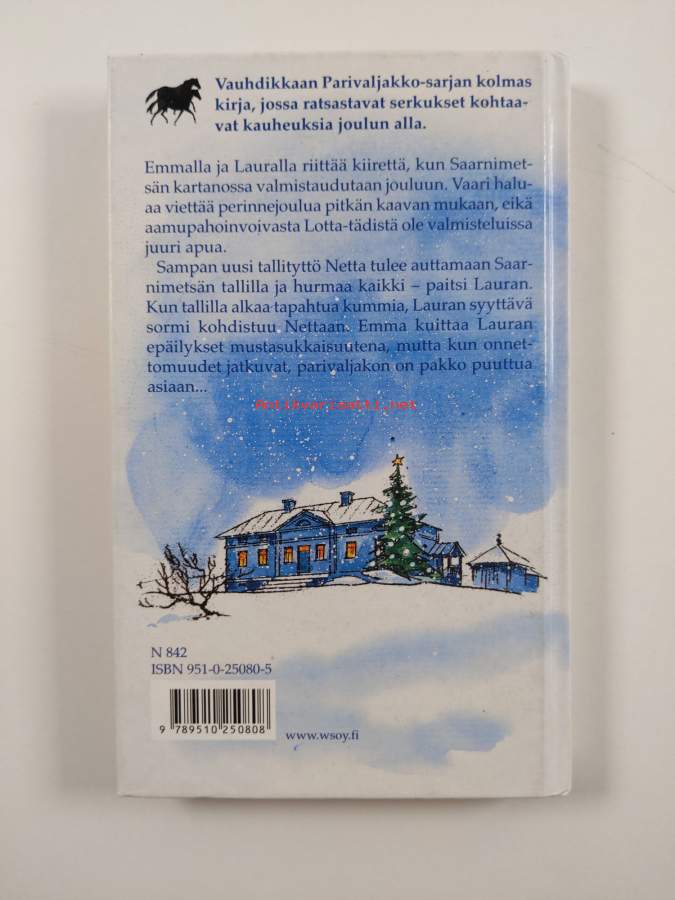 Vauhdikkaan Parivaljakko-sarjan kolmas
kirja, jossa ratsastavat serkukset kohtaa-
vat kauheuksia joulun alla.
Emmalla ja Lauralla riittää kiirettä, kun Saarnimet-
sän kartanossa valmistaudutaan jouluun. Vaari halu-
aa viettää perinnejoulua pitkän kaavan mukaan, eikä
aamupahoinvoivasta Lotta-tädistä ole valmisteluissa
juuri apua.
Sampan uusi tallityttö Netta tulee auttamaan Saar-
nimetsän tallilla ja hurmaa kaikki – paitsi Lauran.
Kun tallilla alkaa tapahtua kummia, Lauran syyttävä
sormi kohdistuu Nettaan. Emma kuittaa Lauran
epäilykset mustasukkaisuutena, mutta kun onnet-
tomuudet jatkuvat, parivaljakon on pakko puuttua
asiaan...
Antikvariaatti.net
N 842
ISBN 951-0-25080-5
9 789510 250808
www.wsoy.fi